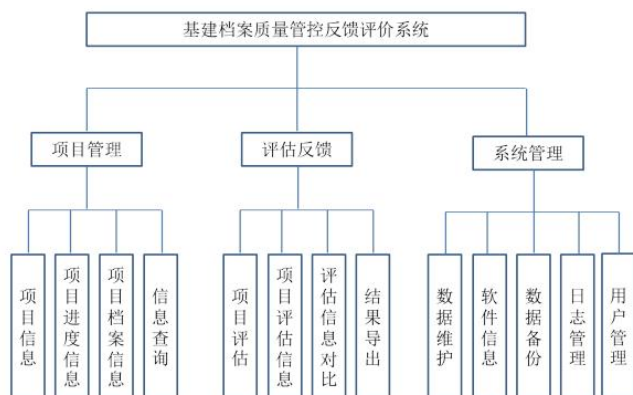 基建档案质量管控反馈评价系统
项目管理
评估反馈
系统管理
项目信息
项目进度信息
项目档案信息
信息查询
项目评估
项目评估信息
评估信息对比
结果导出
数据维护
软件信息
数据备份
日志管理
用户管理